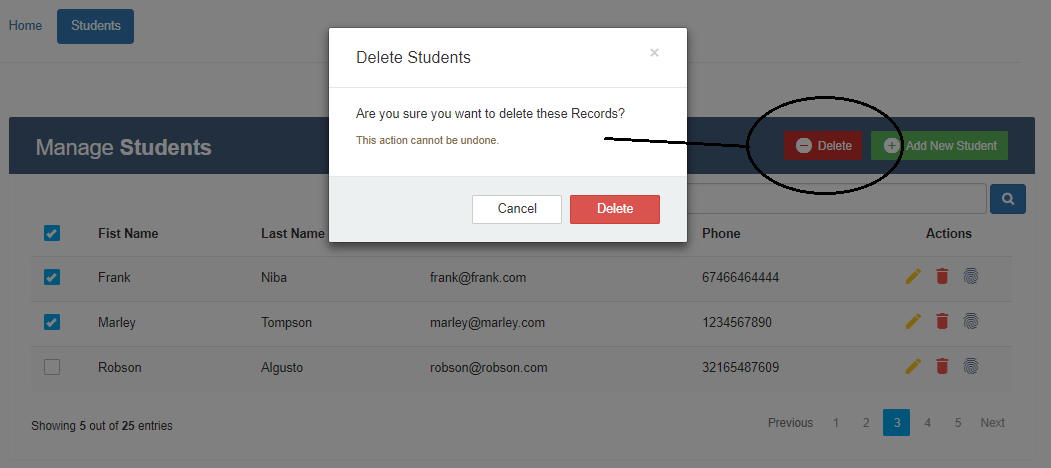 Home Students
Delete Students ×
Are you sure you want to delete these Records?
This action cannot be undone.
Cancel Delete
Manage Students Delete Add New Student
Fist Name Last Name Phone Actions
Frank Niba frank@frank.com 67466464444
Marley Tompson marley@marley.com 1234567890
Robson Algusto robson@robson.com 32165487609
Showing 5 out of 25 entries
Previous 1 2 3 4 5 Next